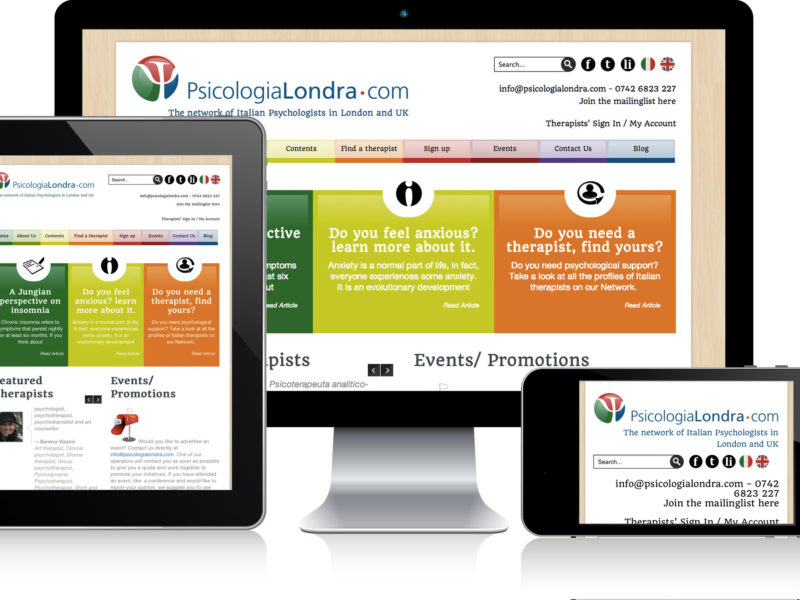 Search...
PsicologiaLondra.com
The network of Italian Psychologists in London and UK
info@psicologialondra.com - 0742 6823 227
Join the mailinglist here
Therapists' Sign In / My Account
Contents
Find a therapist
Sign up
Events
Contact Us
Blog
ctive
mptoms
st six
but
Do you feel anxious?
learn more about it.
Anxiety is a normal part of life, in fact,
everyone experiences some anxiety.
it is an evolutionary development
Read Article
Do you need a
therapist, find yours?
Do you need psychological support?
Take a look at all the profiles of Italian
therapists on our Network.
Read Article
pists
Psicoterapeuta analitico-
Events/ Promotions
PsicologiaLondra.com
he network of Italian Psychologists in London and UK
Search...
info@psicologialondra.com - 0742 6823 227
Join the mailinglist here
Therapists' Sign In / My Account
ome
About Us
Contents
Find a therapist
Sign up
Events
Contact Us
Blog
A Jungian
perspective on
insomnia
Chronic insomnia refers to
symptoms that persist nightly
for at least six months. If you
think about
Read Article
Do you feel
anxious? learn
more about it.
Anxiety is a normal part of life,
in fact, everyone experiences
some anxiety. it is an
evolutionary development
Read Article
Do you need a
therapist, find
yours?
Do you need psychological
support? Take a look at all the
profiles of Italian therapists on
our Network.
Read Article
eatured
herapists
psychologist,
psychotherapist,
psychodramatist and art
counsellor
—Serena Viasini
Art therapist, Clinical
psychologist, Drama
therapist, Group
psychotherapist,
Psychodynamic,
Psychotherapist,
Psychotherapist, Work and
Events/
Promotions
Would you like to advertise an
event? Contact us directly at
info@psicologialondra.com One of our
operators will contact you as soon as possible
to give you a quote and work together to
promote your initiatives. If you have attended
an event, like a conference and would like to
report your opinion, we suggest you to use
PsicologiaLondra.com
The network of Italian Psychologists in
London and UK
Search...
info@psicologialondra.com - 0742
6823 227
Join the mailinglist here
Therapists' Sign In / My Account